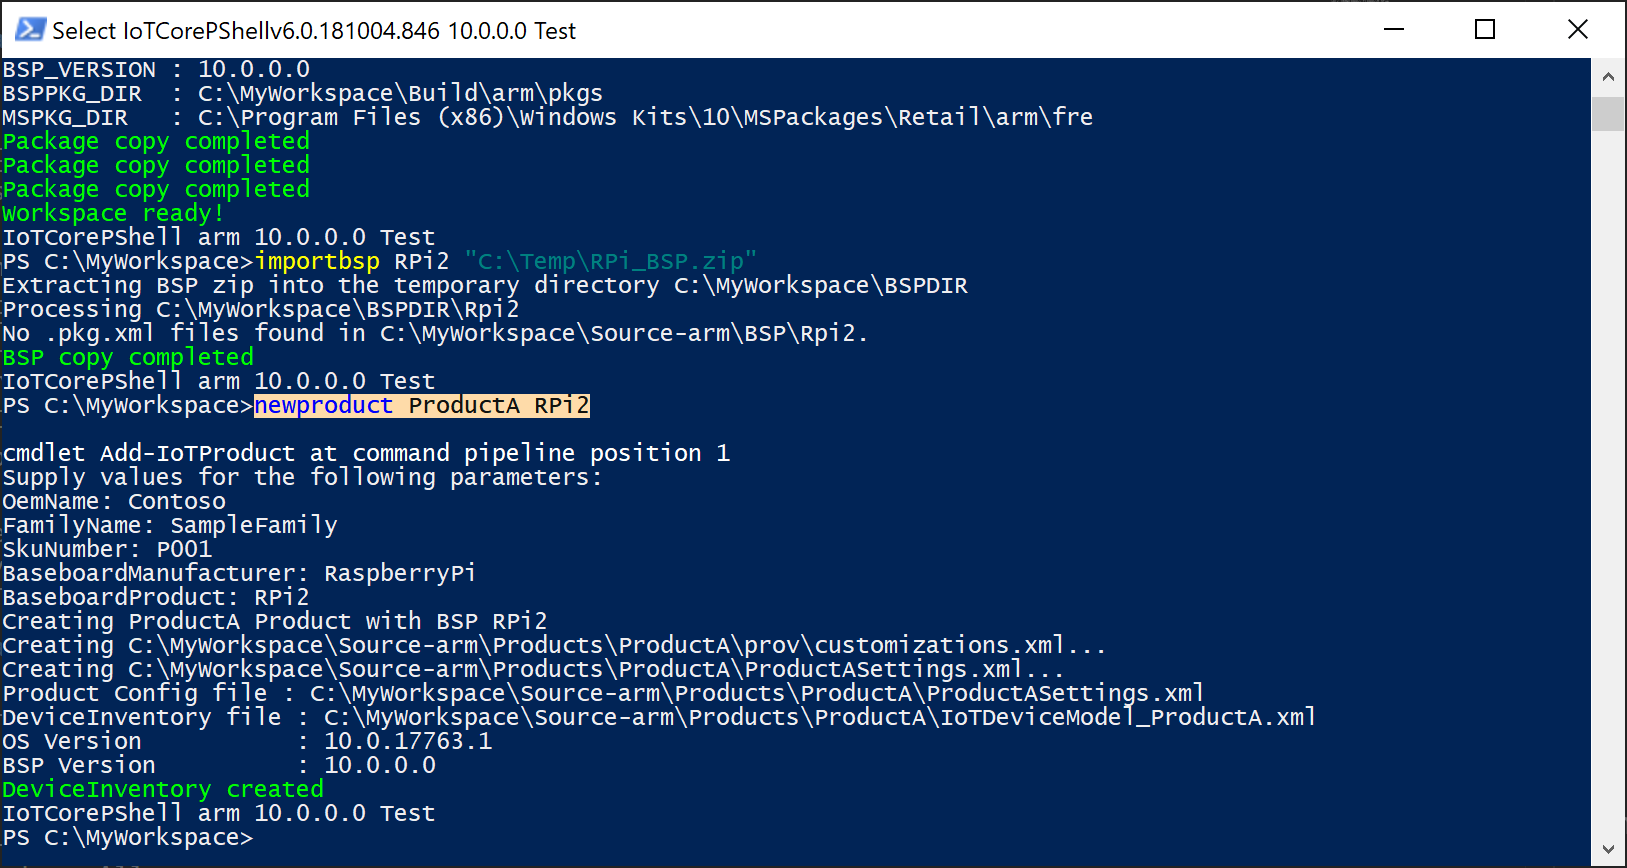 Select IoTCorePShellv6.0.181004.846 10.0.0.0 Test
BSP_VERSION : 10.0.0.0
BSPPKG_DIR  : C:\MyWorkspace\Build\arm\pkgs
MSPKG_DIR   : C:\Program Files (x86)\Windows Kits\10\MSPackages\Retail\arm\fre
Package copy completed
Package copy completed
Package copy completed
Workspace ready!
IoTCorePShell arm 10.0.0.0 Test
PS C:\MyWorkspace>importbsp RPi2 "C:\Temp\RPi_BSP.zip"
Extracting BSP zip into the temporary directory C:\MyWorkspace\BSPDIR
Processing C:\MyWorkspace\BSPDIR\Rpi2
No .pkg.xml files found in C:\MyWorkspace\Source-arm\BSP\Rpi2.
BSP copy completed
IoTCorePShell arm 10.0.0.0 Test
PS C:\MyWorkspace>newproduct ProductA RPi2
cmdlet Add-IoTProduct at command pipeline position 1
Supply values for the following parameters:
OemName: Contoso
FamilyName: SampleFamily
SkuNumber: P001
BaseboardManufacturer: RaspberryPi
BaseboardProduct: RPi2
Creating ProductA Product with BSP RPi2
Creating C:\MyWorkspace\Source-arm\Products\ProductA\prov\customizations.xml...
Creating C:\MyWorkspace\Source-arm\Products\ProductA\ProductASettings.xml...
Product Config file : C:\MyWorkspace\Source-arm\Products\ProductA\ProductASettings.xml
DeviceInventory file : C:\MyWorkspace\Source-arm\Products\ProductA\IoTDeviceModel_ProductA.xml
OS Version           : 10.0.17763.1
BSP Version          : 10.0.0.0
DeviceInventory created
IoTCorePShell arm 10.0.0.0 Test
PS C:\MyWorkspace>